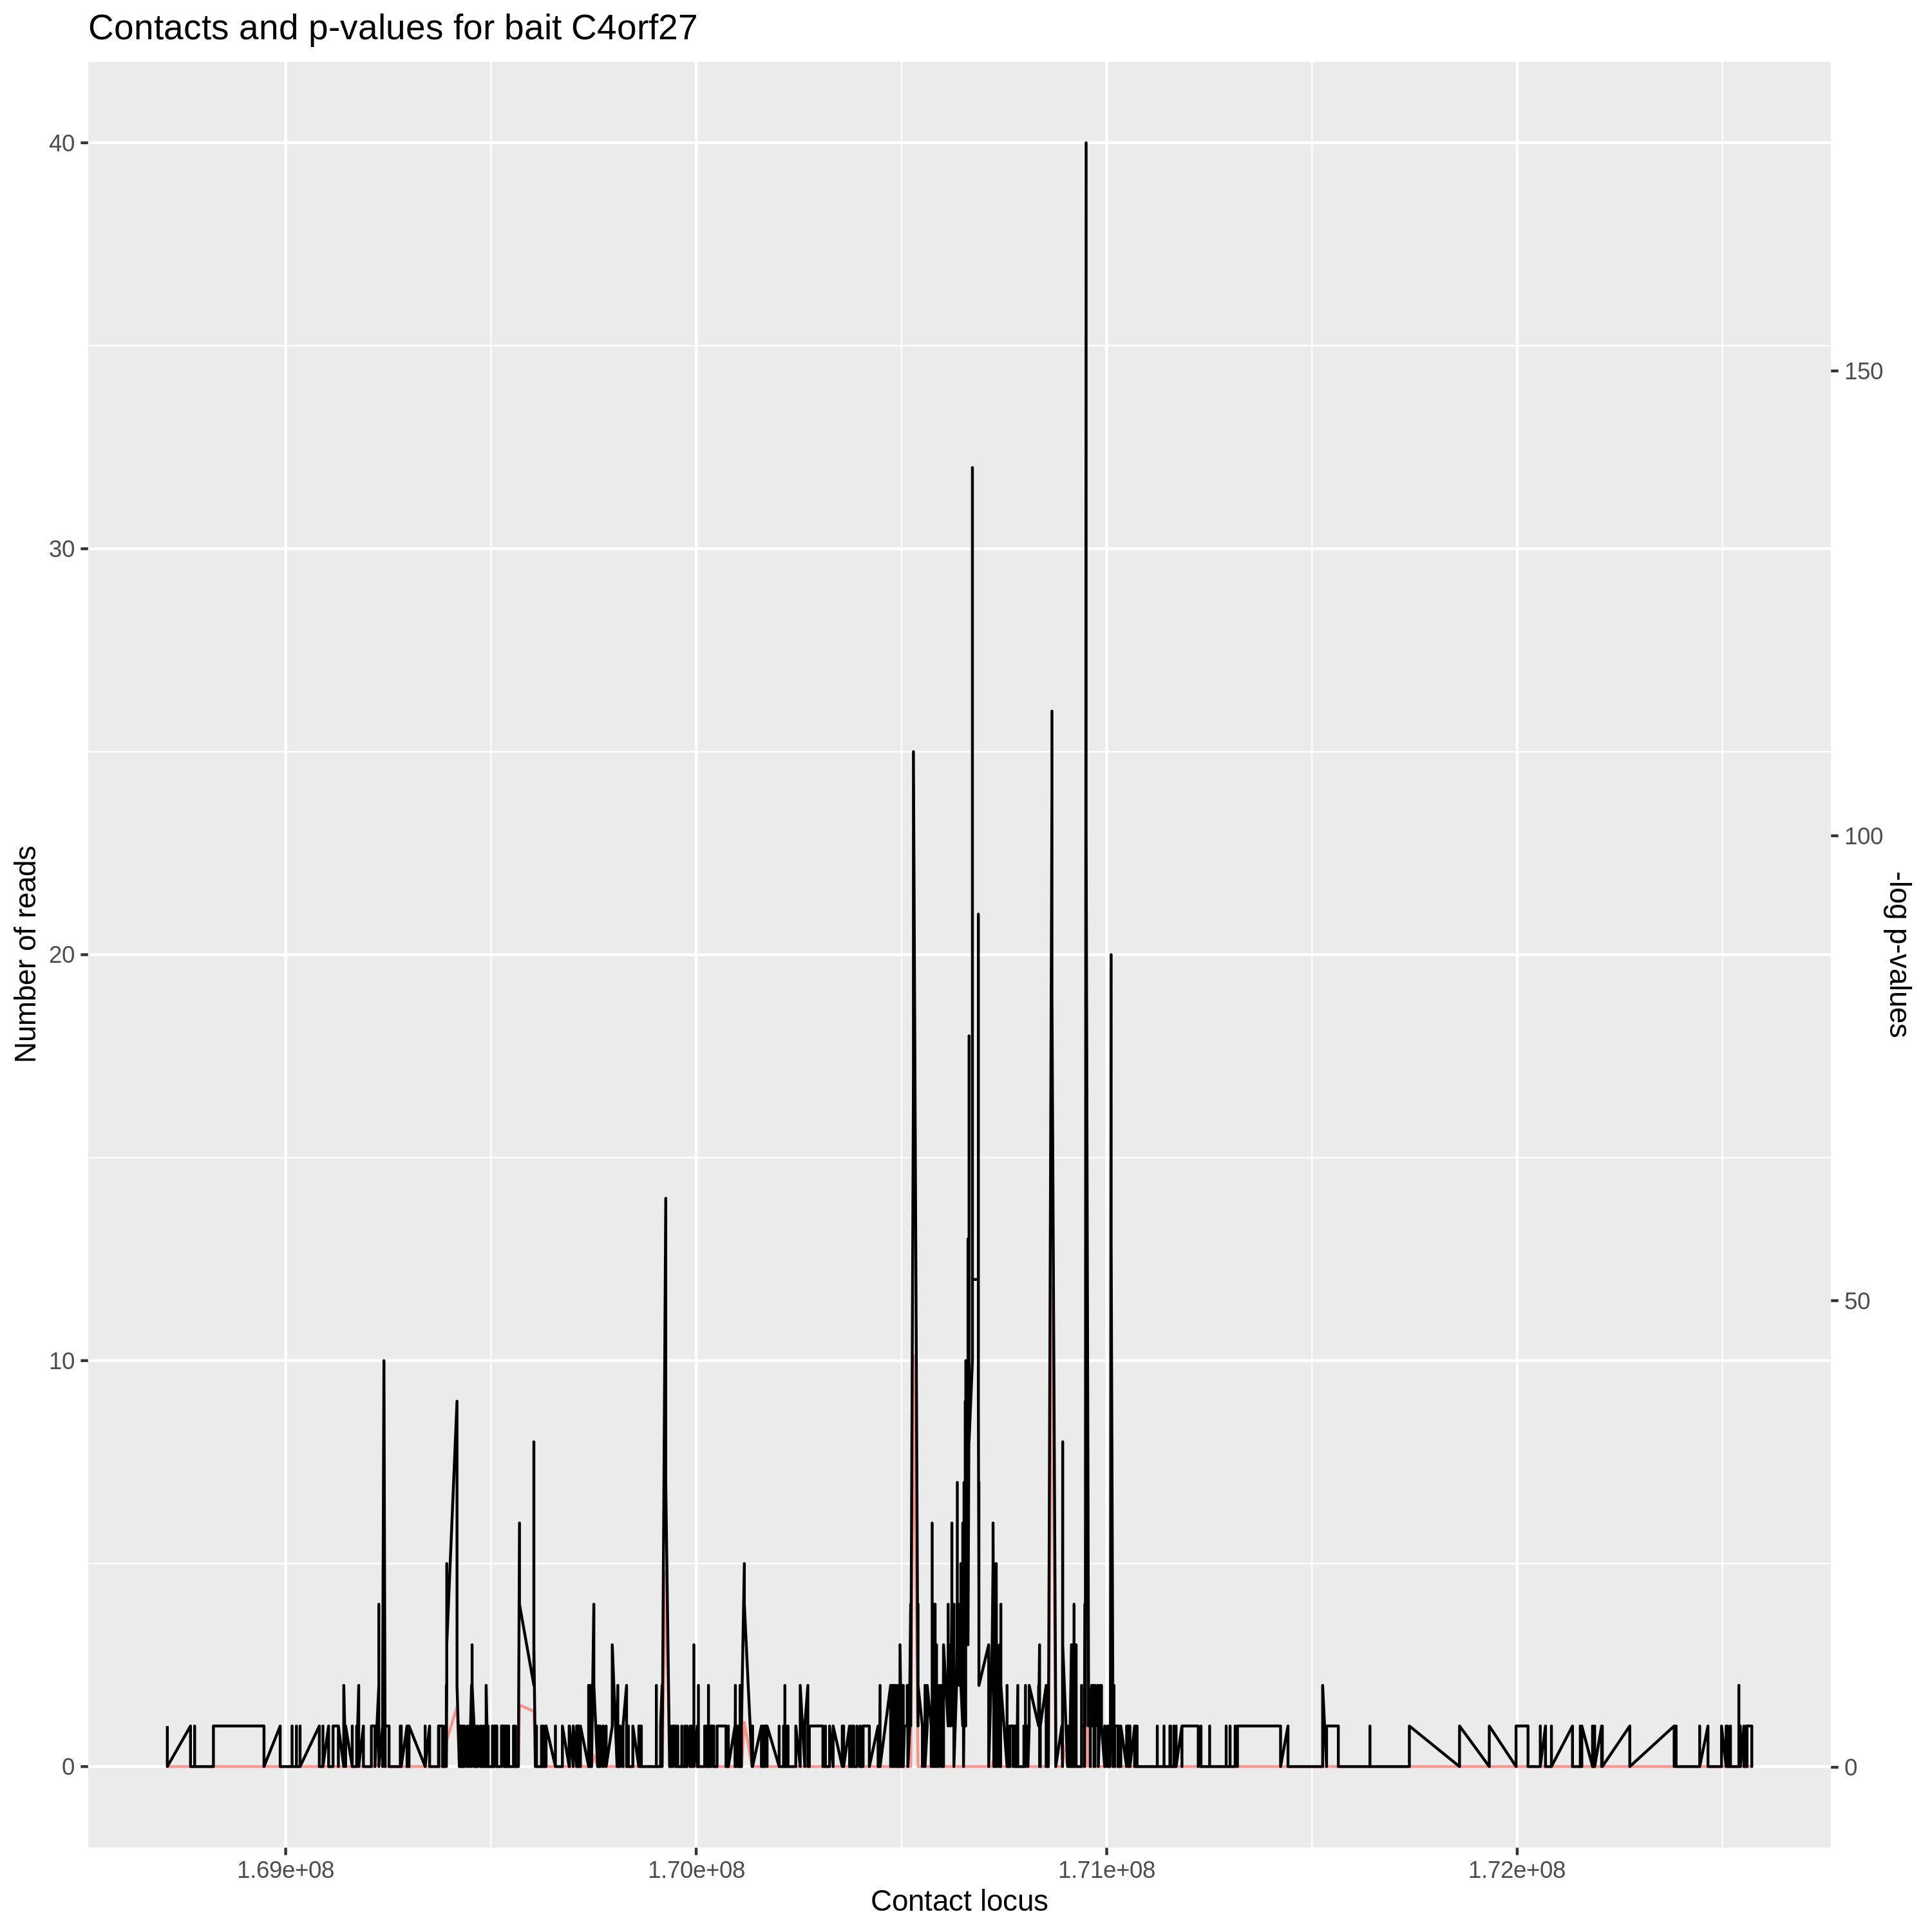 Contacts and p-values for bait C4orf27
40
30
20
10
0
Number of reads
150
100
50
0
-log p-values
1.69e+08
1.70e+08
1.71e+08
1.72e+08
Contact locus